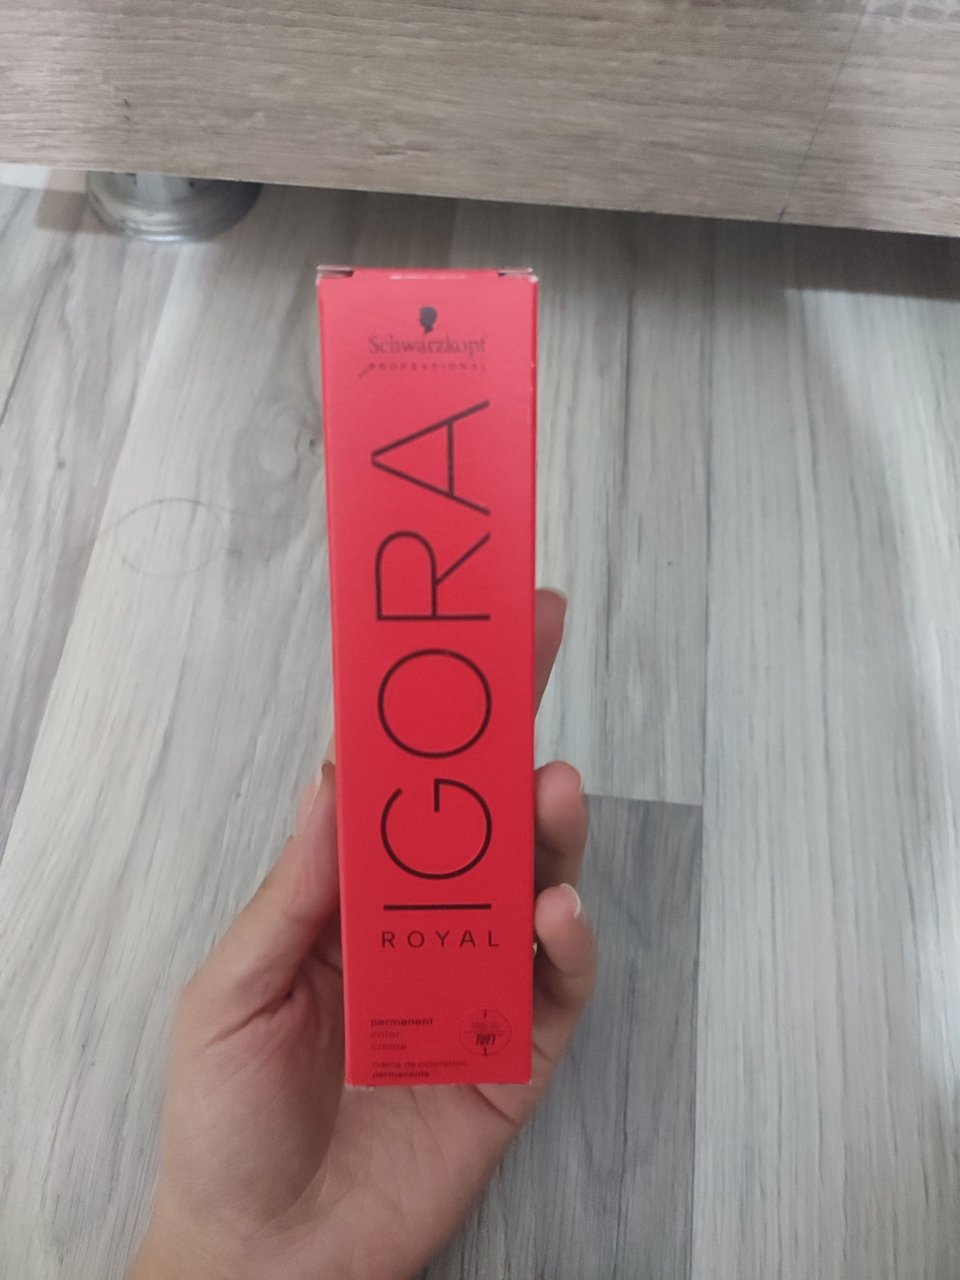 Schwarzkopf
PROFESSIONAL
IGORA
ROYAL
permanent
color
creme
crème de coloration
permanente
TUFT